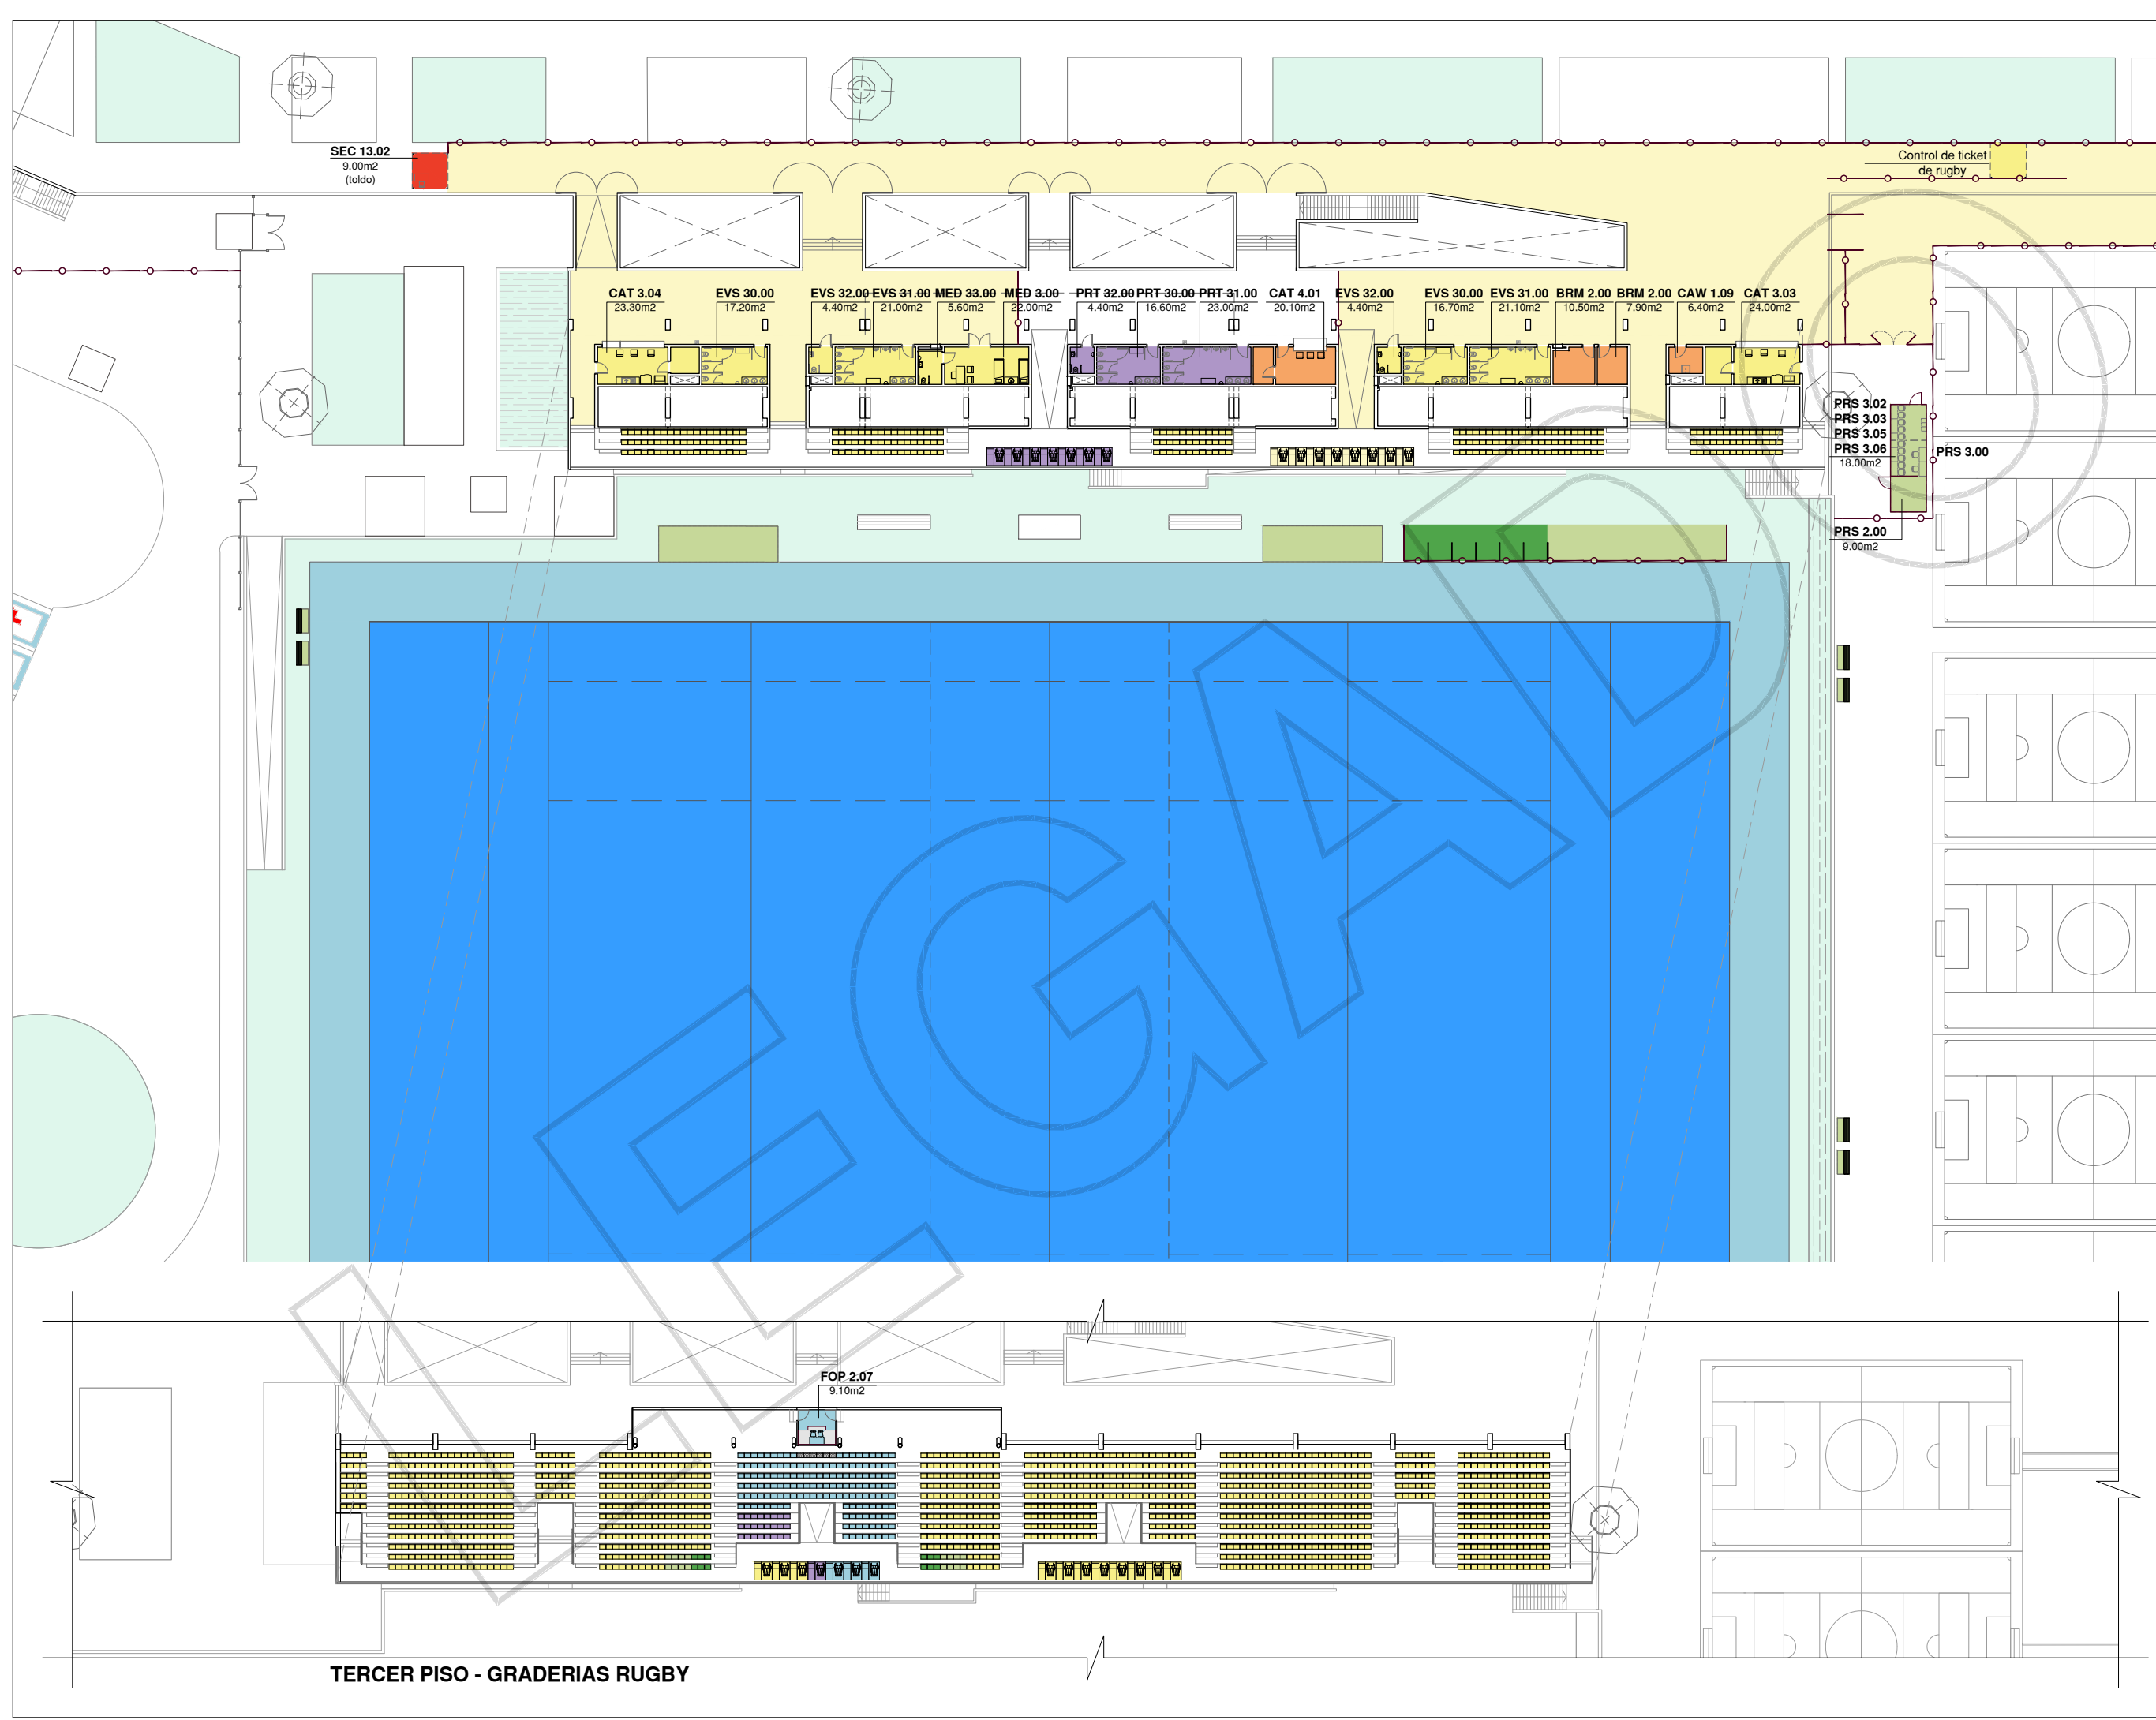 SEC 13.02
9.00m2
(toldo)
Control de ticket
de rugby
CAT 3.04
23.30m2
EVS 30.00
17.20m2
EVS 32.00
4.40m2
EVS 31.00
21.00m2
MED 33.00
5.60m2
MED 3.00
22.00m2
PRT 32.00
4.40m2
PRT 30.00
16.60m2
PRT 31.00
23.00m2
CAT 4.01
20.10m2
EVS 32.00
4.40m2
EVS 30.00
16.70m2
EVS 31.00
21.10m2
BRM 2.00
10.50m2
BRM 2.00
7.90m2
CAW 1.09
6.40m2
CAT 3.03
24.00m2
PRS 3.02
PRS 3.03
PRS 3.05
PRS 3.06
18.00m2
PRS 3.00
PRS 2.00
9.00m2
LEGADO
FOP 2.07
9.10m2
TERCER PISO - GRADERIAS RUGBY